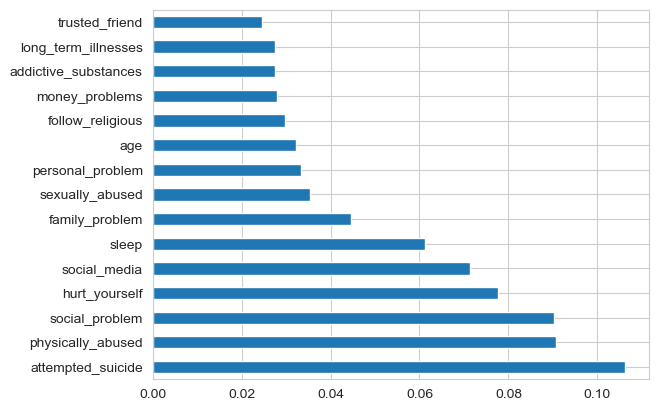 trusted_friend
long_term_illnesses
addictive_substances
money_problems
follow_religious
age
personal_problem
sexually_abused
family_problem
sleep
social_media
hurt_yourself
social_problem
physically_abused
attempted_suicide
0.00 0.02 0.04 0.06 0.08 0.10